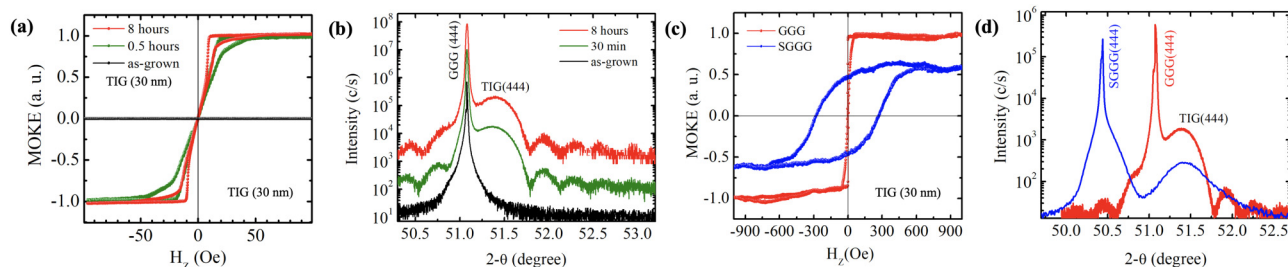 (a)
8 hours
0.5 hours
as-grown
TIG (30 nm)
TIG (30 nm)
MOKE (a. u.)
1.0
0.5
0.0
-0.5
-1.0
-50 0 50
H_Z (Oe)
(b)
GGG (444)
TIG(444)
8 hours
30 min
as-grown
Intensity (c/s)
10^8
10^7
10^6
10^5
10^4
10^3
10^2
10^1
50.5 51.0 51.5 52.0 52.5 53.0
2-θ (degree)
(c)
GGG
SGGG
TIG (30 nm)
MOKE (a. u.)
1.0
0.5
0.0
-0.5
-1.0
-900 -600 -300 0 300 600 900
H_Z(Oe)
(d)
SGGG(444)
GGG(444)
TIG(444)
Intensity (c/s)
10^6
10^5
10^4
10^3
10^2
50.0 50.5 51.0 51.5 52.0 52.5
2-θ (degree)